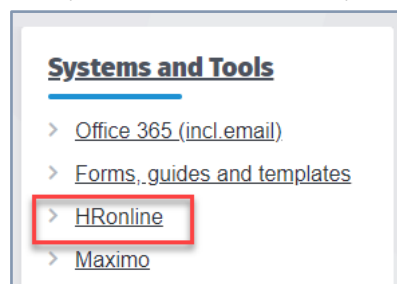 Systems and Tools
> Office 365 (incl.email)
> Forms, guides and templates
> HRonline
> Maximo